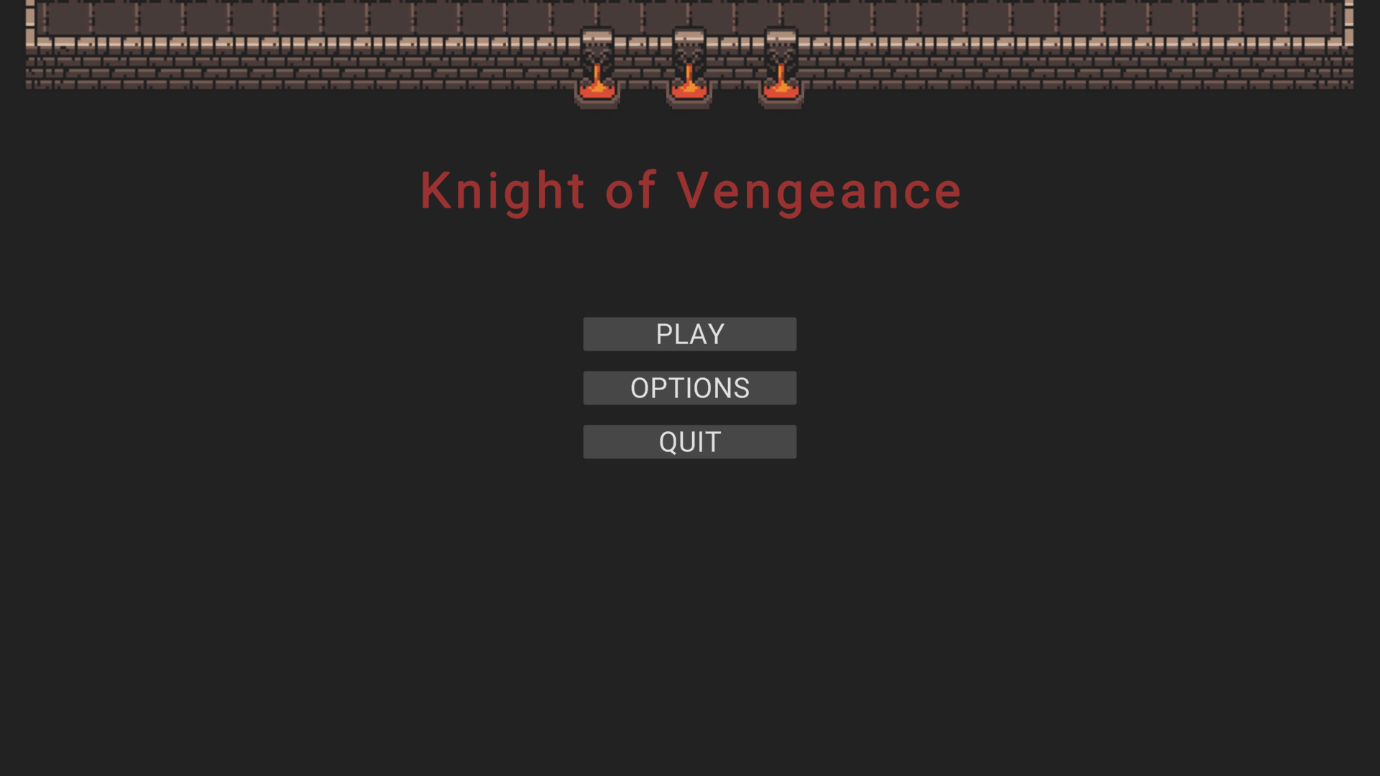 Knight of Vengeance
PLAY
OPTIONS
QUIT